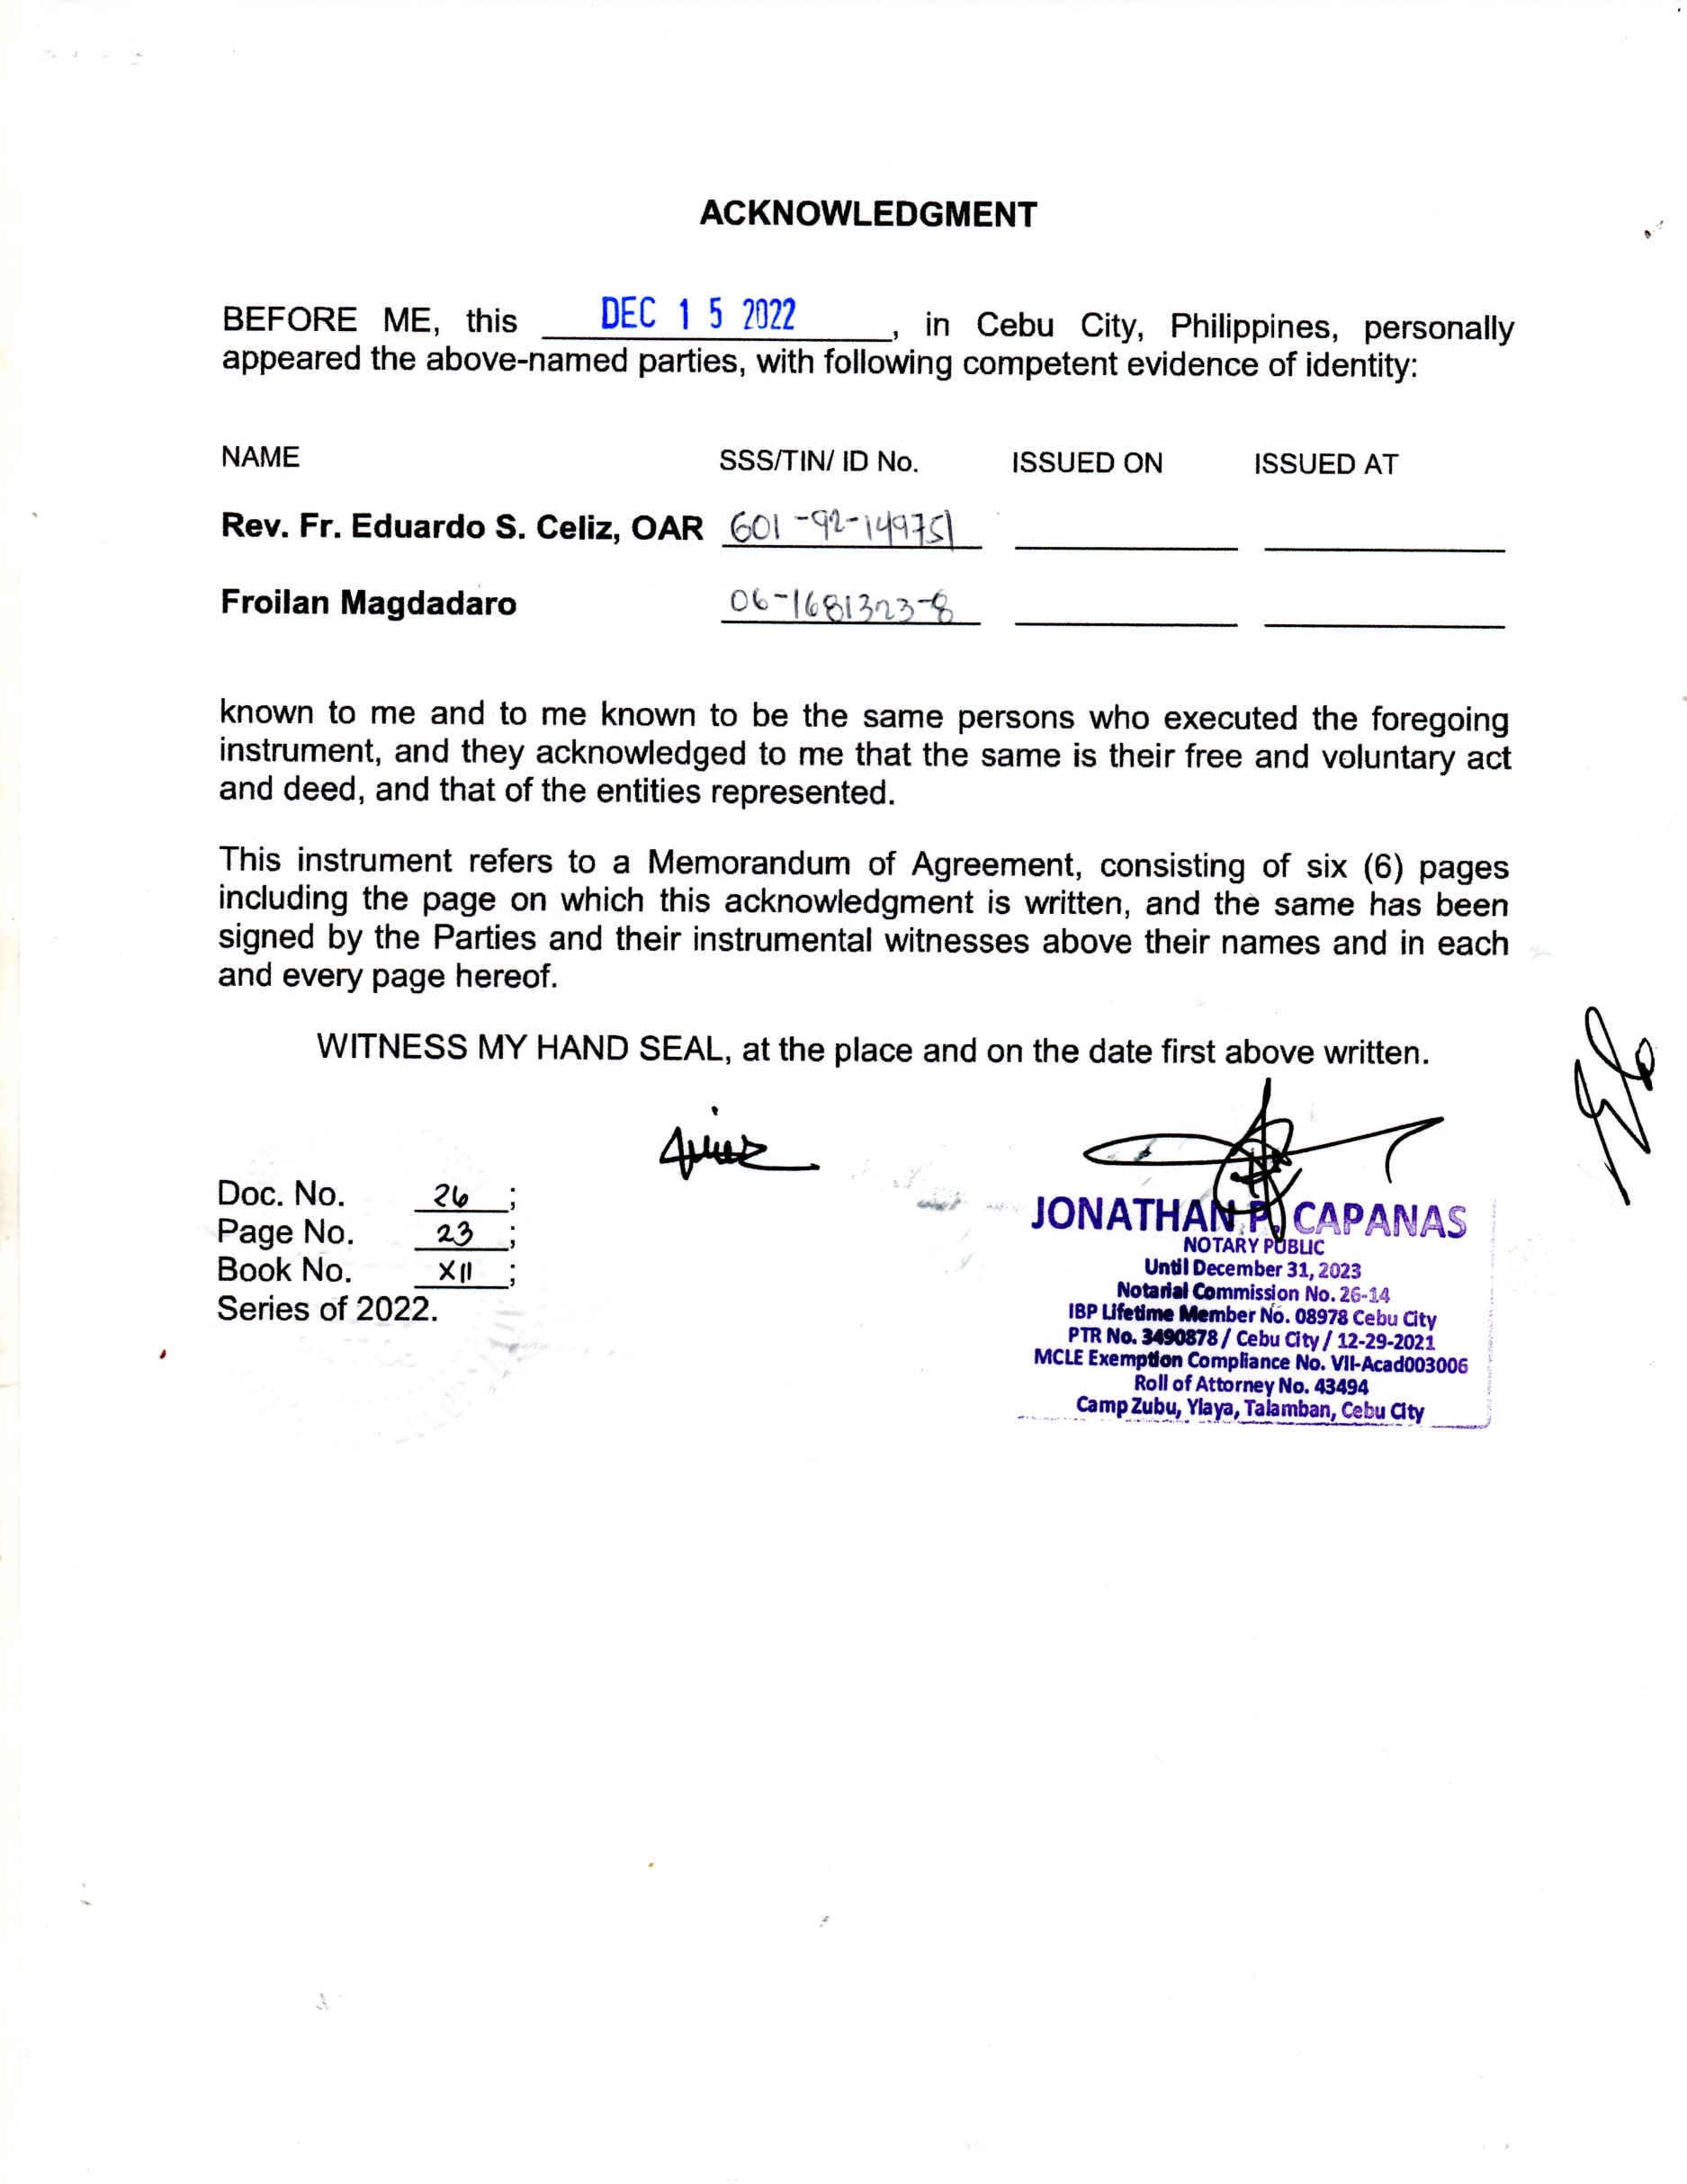 ACKNOWLEDGMENT
BEFORE ME, this DEC 15 2022, in Cebu City, Philippines, personally
appeared the above-named parties, with following competent evidence of identity:
NAME SSS/TIN/ ID No. ISSUED ON ISSUED AT
Rev. Fr. Eduardo S. Celiz, OAR 601-92-149751
Froilan Magdadaro 06-1681323-8
known to me and to me known to be the same persons who executed the foregoing
instrument, and they acknowledged to me that the same is their free and voluntary act
and deed, and that of the entities represented.
This instrument refers to a Memorandum of Agreement, consisting of six (6) pages
including the page on which this acknowledgment is written, and the same has been
signed by the Parties and their instrumental witnesses above their names and in each
and every page hereof.
WITNESS MY HAND SEAL, at the place and on the date first above written.
Doc. No. 26;
Page No. 23;
Book No. XII;
Series of 2022.
JONATHAN P. CAPANAS
NOTARY PUBLIC
Until December 31, 2023
Notarial Commission No. 26-14
IBP Lifetime Member No. 08978 Cebu City
PTR No. 3490878 / Cebu City / 12-29-2021
MCLE Exemption Compliance No. VII-Acad003006
Roll of Attorney No. 43494
Camp Zubu, Ylaya, Talamban, Cebu City